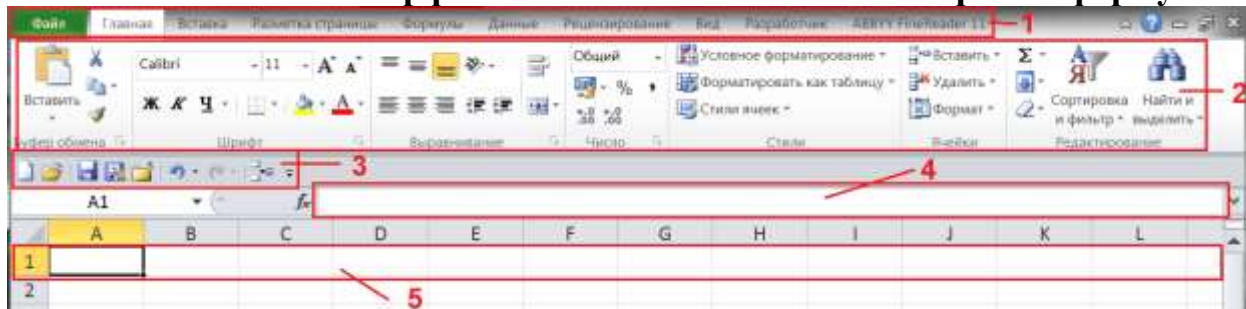 Файл Главная Вставка Разметка страницы Формулы Данные Рецензирование Вид Разработчик ABBYY FineReader 11 1
Вставить Calibri 11 A A Общий Условное форматирование Вставить Σ
Ж К Ч А % Форматировать как таблицу Удалить Сортировка и фильтр Найти и выделить 2
Стили ячеек Формат
Буфер обмена Шрифт Выравнивание Число Стили Ячейки Редактирование
3 4
A1 fx
A B C D E F G H I J K L
1
2 5